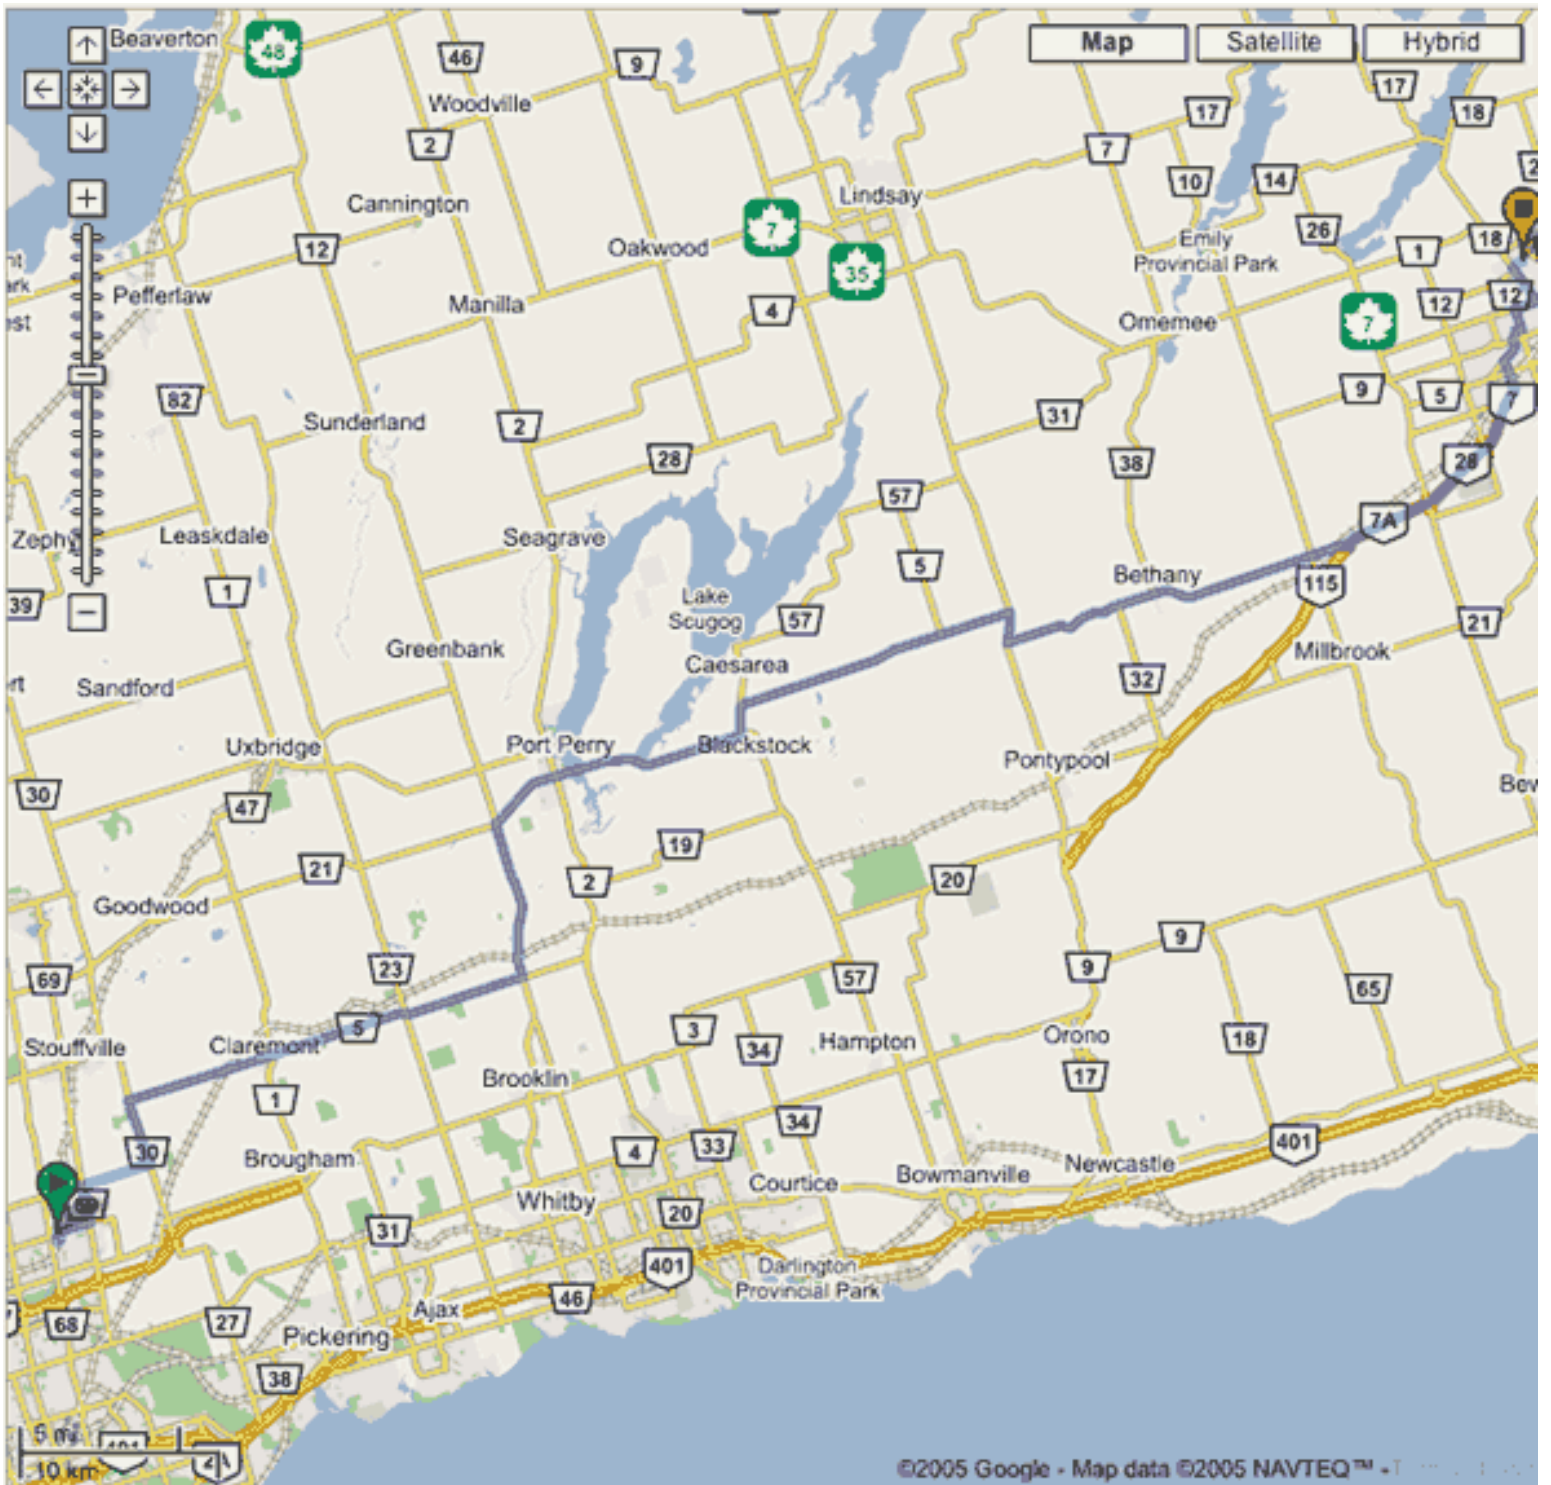 Beaverton
48
46
9
Map
Satellite
Hybrid
Woodville
17
17
18
2
7
Cannington
Lindsay
10
14
12
Oakwood
7
35
Emily
Provincial Park
26
1
18
Pefferlaw
Manilla
4
Omemee
7
12
12
82
Sunderland
2
31
9
5
7
28
38
28
57
7A
Leaskdale
Seagrave
5
Bethany
115
39
1
Lake
Scugog
57
21
Greenbank
Caesarea
Millbrook
Sandford
32
Uxbridge
Port Perry
Blackstock
Pontypool
30
47
19
21
2
20
Goodwood
9
69
23
57
9
65
5
3
Stouffville
Claremont
34
Hampton
Orono
18
Brooklin
17
1
30
Brougham
4
33
34
401
Whitby
Courtice
Bowmanville
Newcastle
20
31
401
Darlington
Provincial Park
68
27
Ajax
46
Pickering
38
5 mi
10 km
401
©2005 Google - Map data ©2005 NAVTEQ™ -